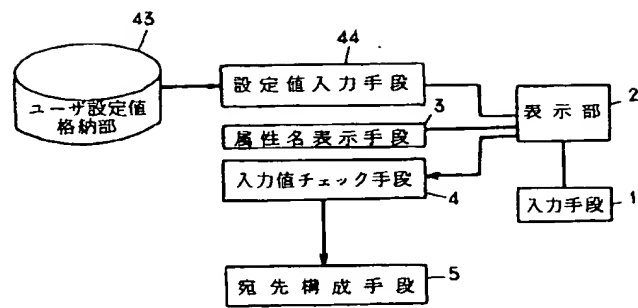 43
ユーザ設定値
格納部
44
設定値入力手段
3
属性名表示手段
入力値チェック手段
4
2
表示部
入力手段
1
宛先構成手段
5